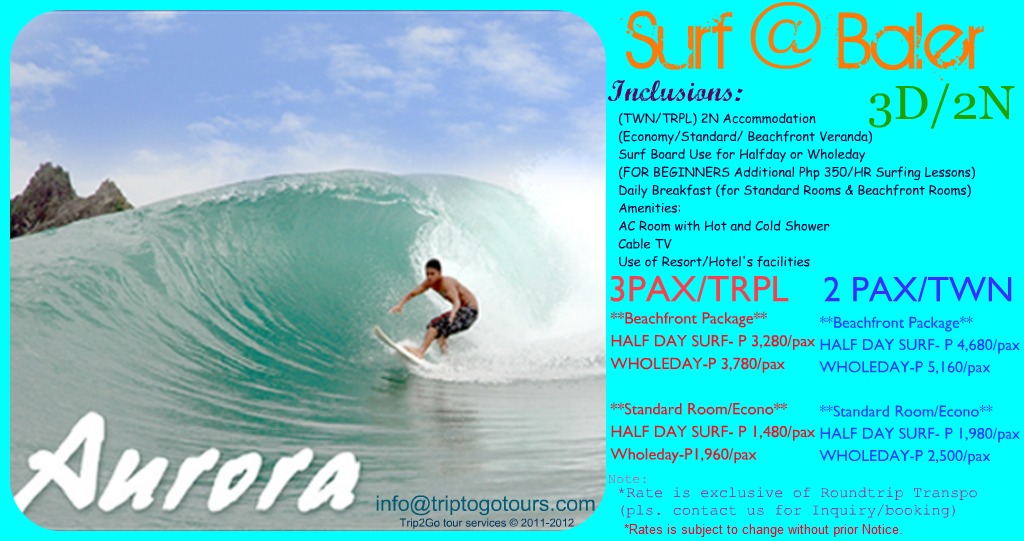 Surf @ Baler
3D/2N
Inclusions:
(TWN/TRPL) 2N Accommodation
(Economy/Standard/ Beachfront Veranda)
Surf Board Use for Halfday or Wholeday
(FOR BEGINNERS Additional Php 350/HR Surfing Lessons)
Daily Breakfast (for Standard Rooms & Beachfront Rooms)
Amenities:
AC Room with Hot and Cold Shower
Cable TV
Use of Resort/Hotel's facilities
3PAX/TRPL
**Beachfront Package**
HALF DAY SURF- P 3,280/pax
WHOLEDAY-P 3,780/pax
**Standard Room/Econo**
HALF DAY SURF- P 1,480/pax
Wholeday-P1,960/pax
2 PAX/TWN
**Beachfront Package**
HALF DAY SURF- P 4,680/pax
WHOLEDAY-P 5,160/pax
**Standard Room/Econo**
HALF DAY SURF- P 1,980/pax
WHOLEDAY-P 2,500/pax
Note:
*Rate is exclusive of Roundtrip Transpo
(pls. contact us for Inquiry/booking)
*Rates is subject to change without prior Notice.
Aurora
info@triptogotours.com
Trip2Go tour services © 2011-2012